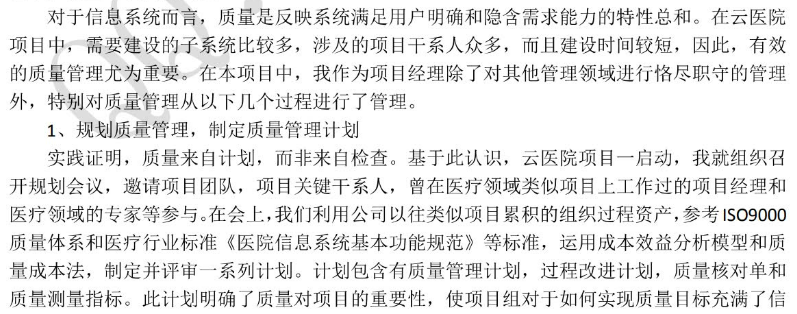 对于信息系统而言，质量是反映系统满足用户明确和隐含需求能力的特性总和。在云医院
项目中，需要建设的子系统比较多，涉及的项目干系人众多，而且建设时间较短，因此，有效
的质量管理尤为重要。在本项目中，我作为项目经理除了对其他管理领域进行恪尽职守的管理
外，特别对质量管理从以下几个过程进行了管理。
1、规划质量管理，制定质量管理计划
实践证明，质量来自计划，而非来自检查。基于此认识，云医院项目一启动，我就组织召
开规划会议，邀请项目团队，项目关键干系人，曾在医疗领域类似项目上工作过的项目经理和
医疗领域的专家等参与。在会上，我们利用公司以往类似项目累积的组织过程资产，参考 ISO9000
质量体系和医疗行业标准《医院信息系统基本功能规范》等标准，运用成本效益分析模型和质
量成本法，制定并评审一系列计划。计划包含有质量管理计划，过程改进计划，质量核对单和
质量测量指标。此计划明确了质量对项目的重要性，使项目组对于如何实现质量目标充满了信